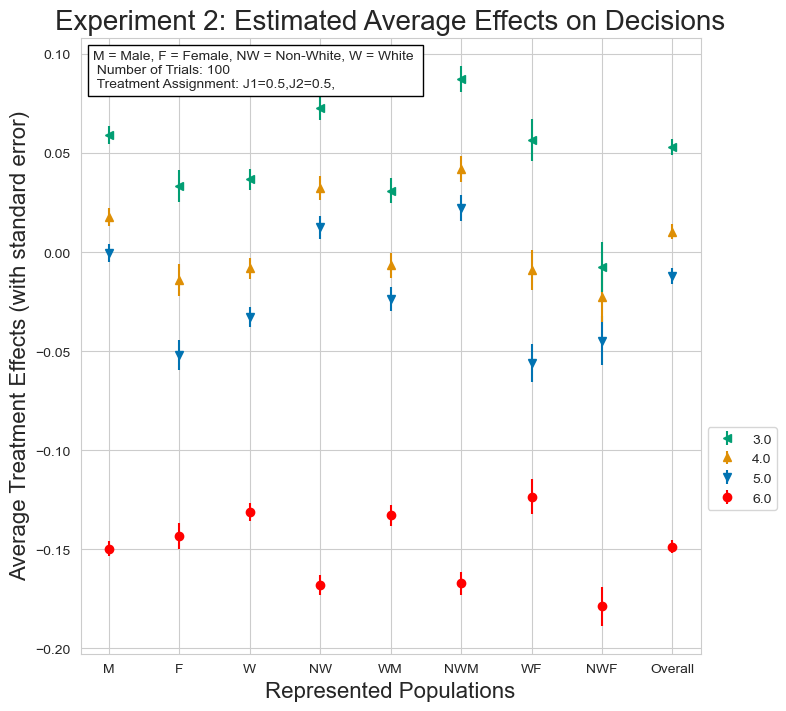 Experiment 2: Estimated Average Effects on Decisions
M = Male, F = Female, NW = Non-White, W = White
Number of Trials: 100
Treatment Assignment: J1=0.5,J2=0.5,
Average Treatment Effects (with standard error)
0.10
0.05
0.00
−0.05
−0.10
−0.15
−0.20
3.0
4.0
5.0
6.0
M F W NW WM NWM WF NWF Overall
Represented Populations